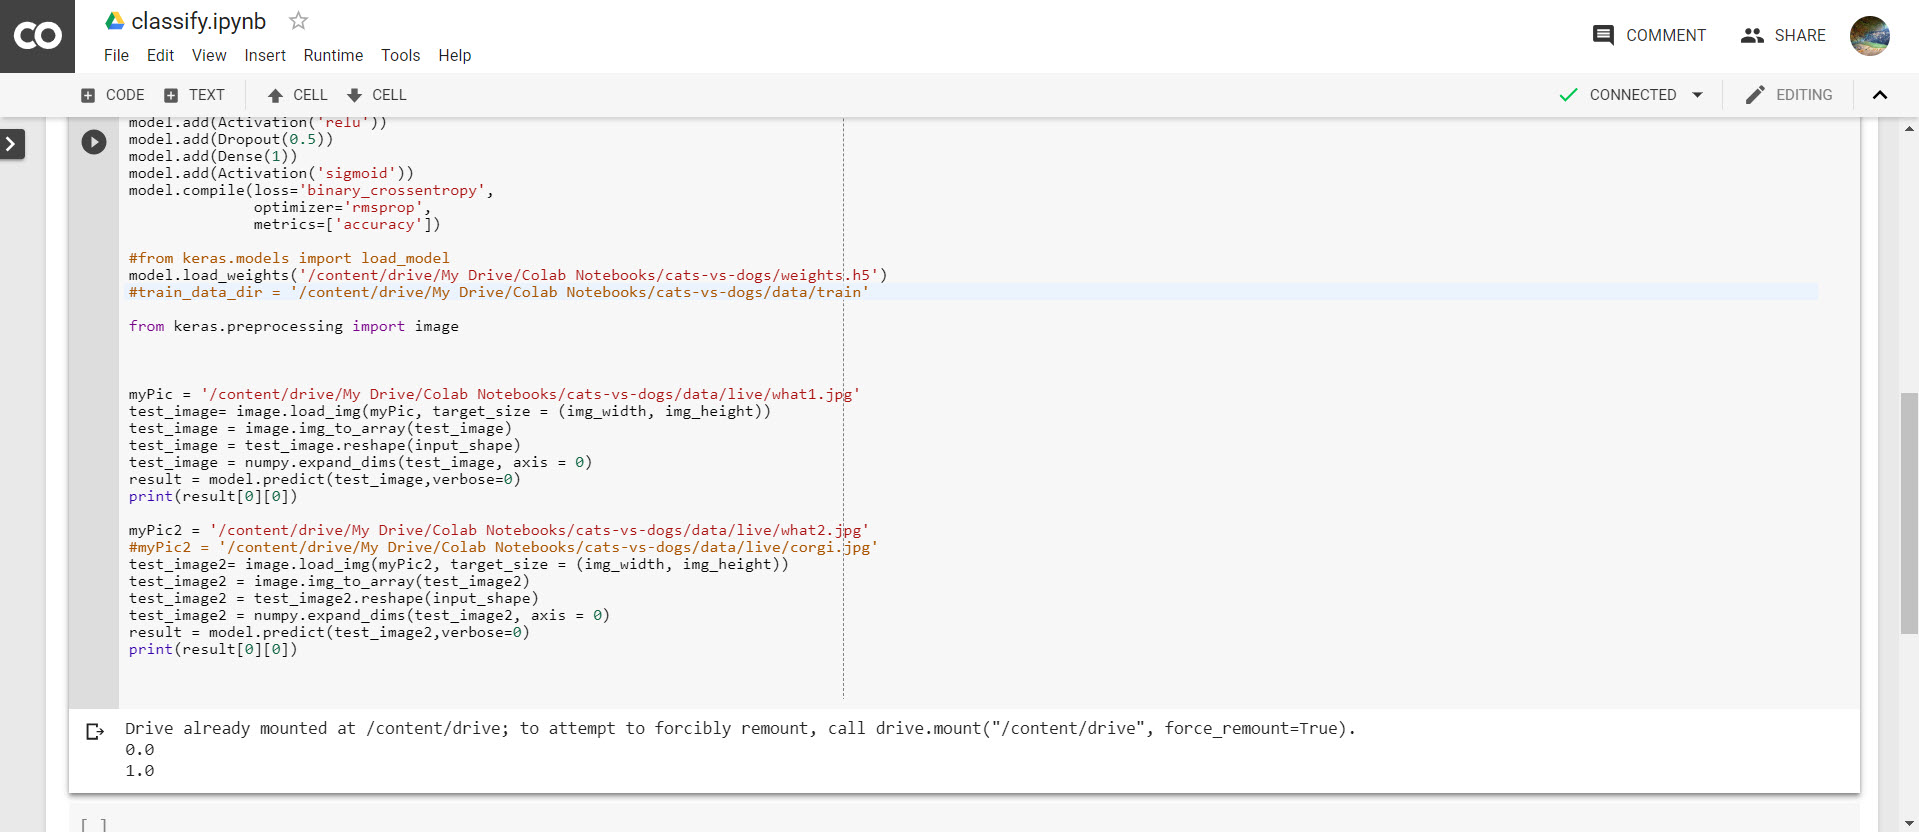 CO
classify.ipynb
File Edit View Insert Runtime Tools Help
COMMENT SHARE
CODE TEXT CELL CELL
CONNECTED EDITING
model.add(Activation('relu'))
model.add(Dropout(0.5))
model.add(Dense(1))
model.add(Activation('sigmoid'))
model.compile(loss='binary_crossentropy',
              optimizer='rmsprop',
              metrics=['accuracy'])
#from keras.models import load_model
model.load_weights('/content/drive/My Drive/Colab Notebooks/cats-vs-dogs/weights.h5')
#train_data_dir = '/content/drive/My Drive/Colab Notebooks/cats-vs-dogs/data/train'
from keras.preprocessing import image
myPic = '/content/drive/My Drive/Colab Notebooks/cats-vs-dogs/data/live/what1.jpg'
test_image= image.load_img(myPic, target_size = (img_width, img_height))
test_image = image.img_to_array(test_image)
test_image = test_image.reshape(input_shape)
test_image = numpy.expand_dims(test_image, axis = 0)
result = model.predict(test_image,verbose=0)
print(result[0][0])
myPic2 = '/content/drive/My Drive/Colab Notebooks/cats-vs-dogs/data/live/what2.jpg'
#myPic2 = '/content/drive/My Drive/Colab Notebooks/cats-vs-dogs/data/live/corgi.jpg'
test_image2= image.load_img(myPic2, target_size = (img_width, img_height))
test_image2 = image.img_to_array(test_image2)
test_image2 = test_image2.reshape(input_shape)
test_image2 = numpy.expand_dims(test_image2, axis = 0)
result = model.predict(test_image2,verbose=0)
print(result[0][0])
Drive already mounted at /content/drive; to attempt to forcibly remount, call drive.mount("/content/drive", force_remount=True).
0.0
1.0
[ ]